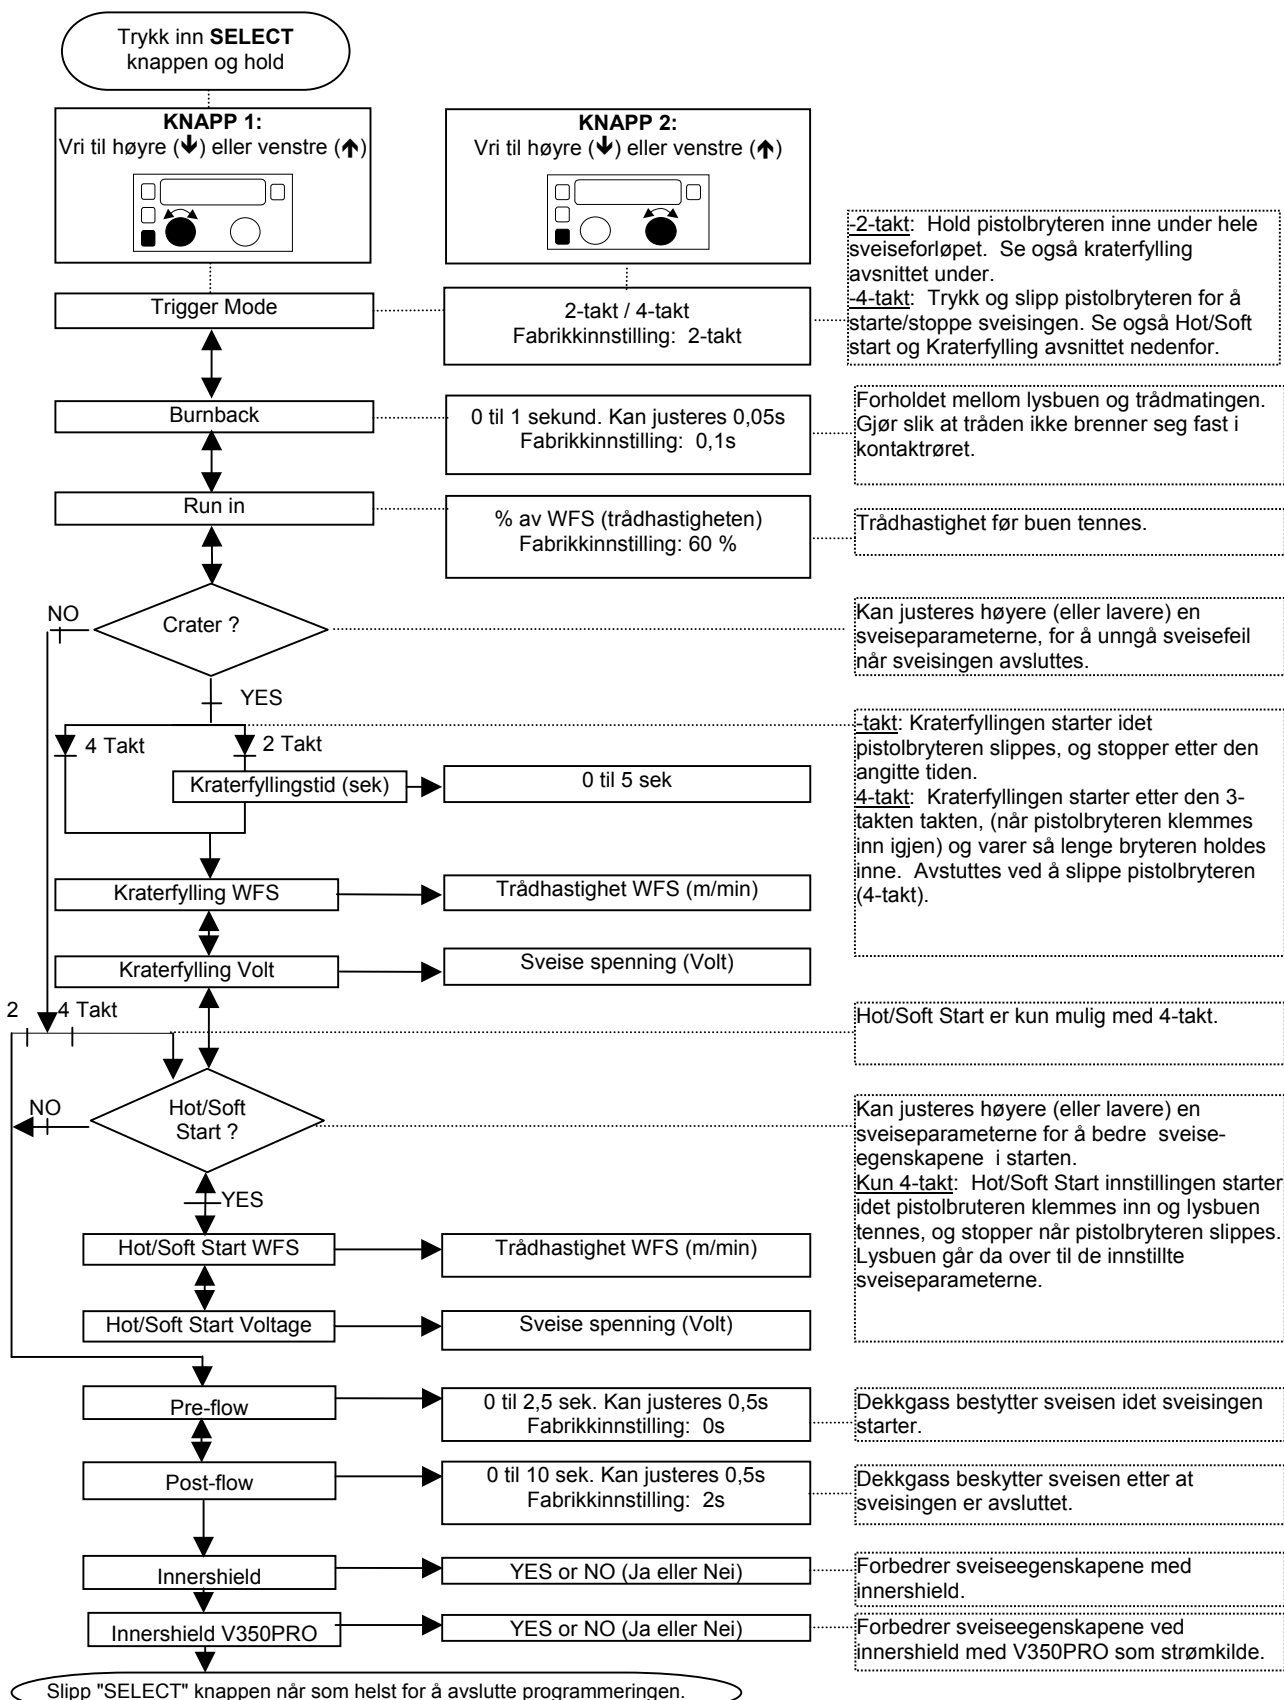 Trykk inn SELECT
knappen og hold
KNAPP 1:
Vri til høyre (↓) eller venstre (↑)
KNAPP 2:
Vri til høyre (↓) eller venstre (↑)
Trigger Mode
2-takt / 4-takt
Fabrikkinnstilling: 2-takt
-2-takt: Hold pistolbryteren inne under hele
sveiseforløpet. Se også kraterfylling
avsnittet under.
-4-takt: Trykk og slipp pistolbryteren for å
starte/stoppe sveisingen. Se også Hot/Soft
start og Kraterfylling avsnittet nedenfor.
Burnback
0 til 1 sekund. Kan justeres 0,05s
Fabrikkinnstilling: 0,1s
Forholdet mellom lysbuen og trådmatingen.
Gjør slik at tråden ikke brenner seg fast i
kontaktrøret.
Run in
% av WFS (trådhastigheten)
Fabrikkinnstilling: 60 %
Trådhastighet før buen tennes.
NO
Crater ?
Kan justeres høyere (eller lavere) en
sveiseparameterne, for å unngå sveisefeil
når sveisingen avsluttes.
YES
4 Takt
2 Takt
Kraterfyllingstid (sek)
0 til 5 sek
-takt: Kraterfyllingen starter idet
pistolbryteren slippes, og stopper etter den
angitte tiden.
4-takt: Kraterfyllingen starter etter den 3-
takten takten, (når pistolbryteren klemmes
inn igjen) og varer så lenge bryteren holdes
inne. Avstuttes ved å slippe pistolbryteren
(4-takt).
Kraterfylling WFS
Trådhastighet WFS (m/min)
Kraterfylling Volt
Sveise spenning (Volt)
2
4 Takt
Hot/Soft Start er kun mulig med 4-takt.
NO
Hot/Soft
Start ?
Kan justeres høyere (eller lavere) en
sveiseparameterne for å bedre sveise-
egenskapene i starten.
Kun 4-takt: Hot/Soft Start innstillingen starter
idet pistolbruteren klemmes inn og lysbuen
tennes, og stopper når pistolbryteren slippes.
Lysbuen går da over til de innstillte
sveiseparameterne.
YES
Hot/Soft Start WFS
Trådhastighet WFS (m/min)
Hot/Soft Start Voltage
Sveise spenning (Volt)
Pre-flow
0 til 2,5 sek. Kan justeres 0,5s
Fabrikkinnstilling: 0s
Dekkgass bestytter sveisen idet sveisingen
starter.
Post-flow
0 til 10 sek. Kan justeres 0,5s
Fabrikkinnstilling: 2s
Dekkgass beskytter sveisen etter at
sveisingen er avsluttet.
Innershield
YES or NO (Ja eller Nei)
Forbedrer sveiseegenskapene med
innershield.
Innershield V350PRO
YES or NO (Ja eller Nei)
Forbedrer sveiseegenskapene ved
innershield med V350PRO som strømkilde.
Slipp "SELECT" knappen når som helst for å avslutte programmeringen.